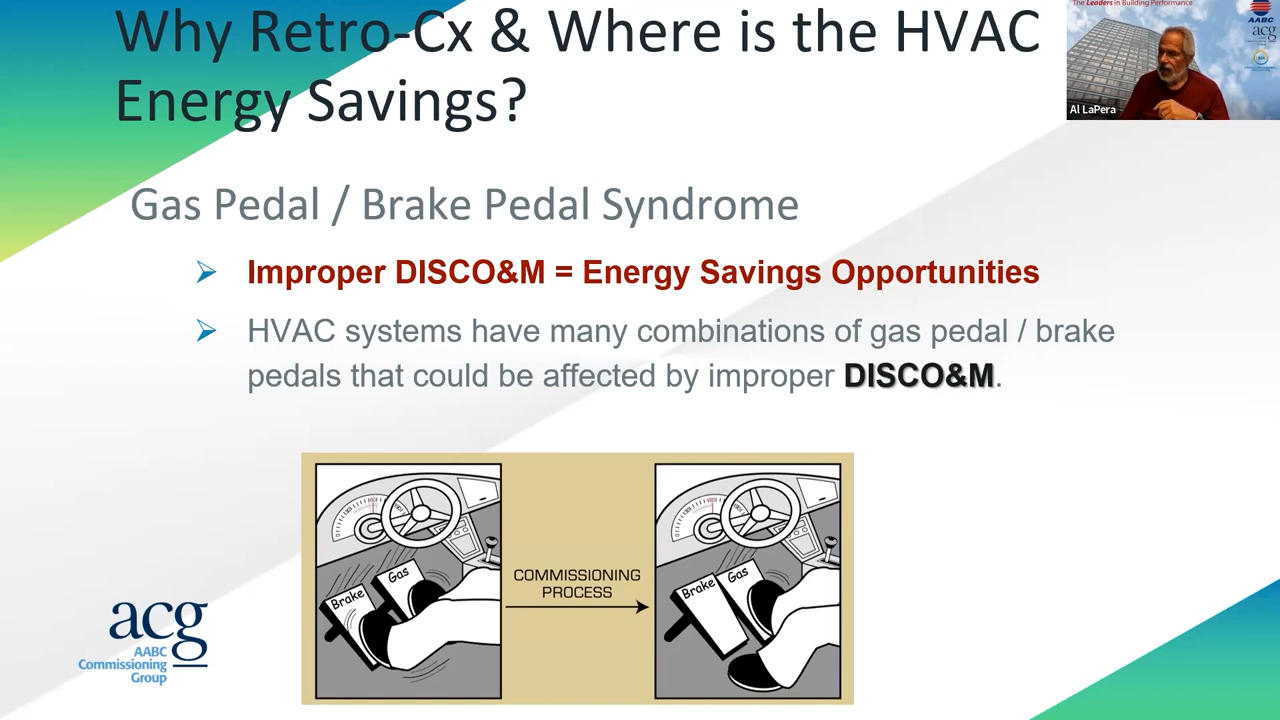 Why Retro-Cx & Where is the HVAC
Energy Savings?
The Leaders in Building Performance
AABC
acg
Al LaPera
Gas Pedal / Brake Pedal Syndrome
Improper DISCO&M = Energy Savings Opportunities
HVAC systems have many combinations of gas pedal / brake
pedals that could be affected by improper DISCO&M.
Brake
Gas
COMMISSIONING
PROCESS
Brake
Gas
acg
AABC
Commissioning
Group